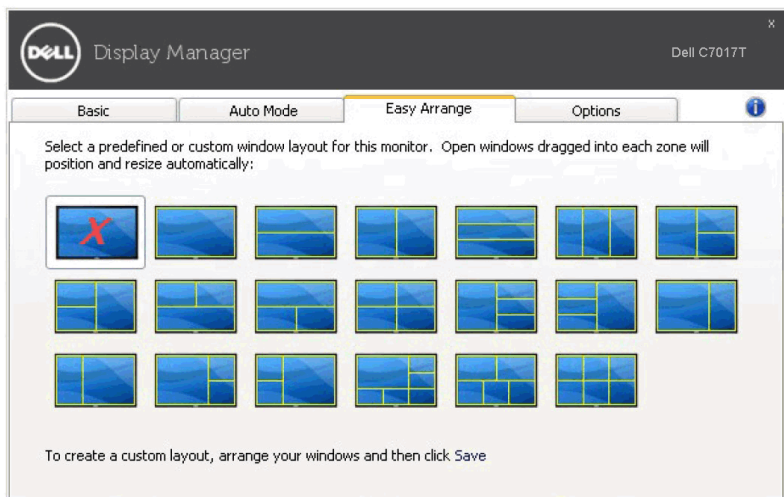 x
DELL
Display Manager
Dell C7017T
Basic
Auto Mode
Easy Arrange
Options
i
Select a predefined or custom window layout for this monitor. Open windows dragged into each zone will
position and resize automatically:
X
To create a custom layout, arrange your windows and then click Save